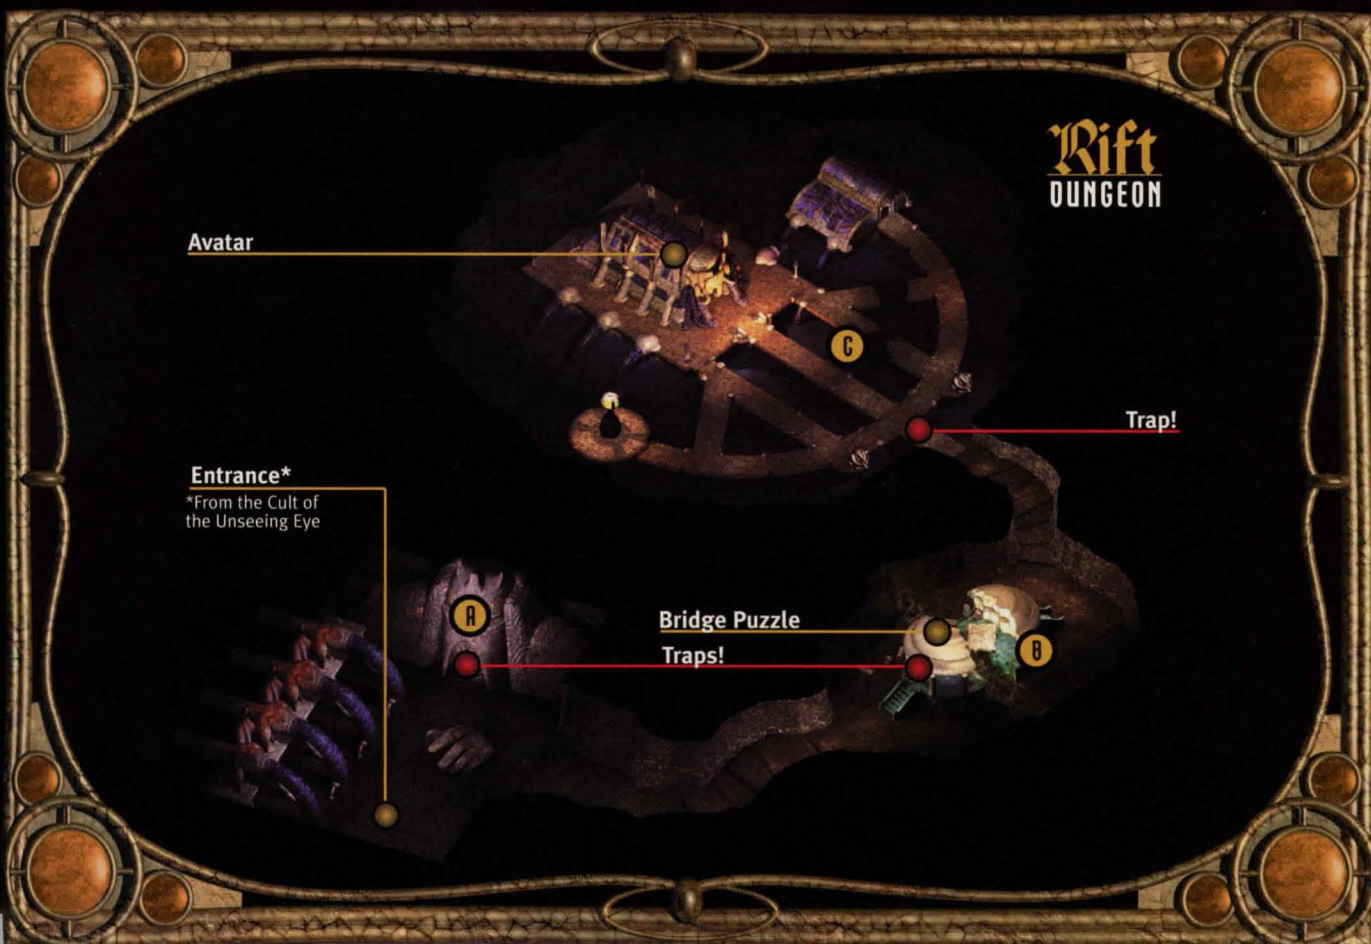 Rift
DUNGEON
Avatar
C
Trap!
Entrance*
*From the Cult of
the Unseeing Eye
A
Bridge Puzzle
Traps!
B